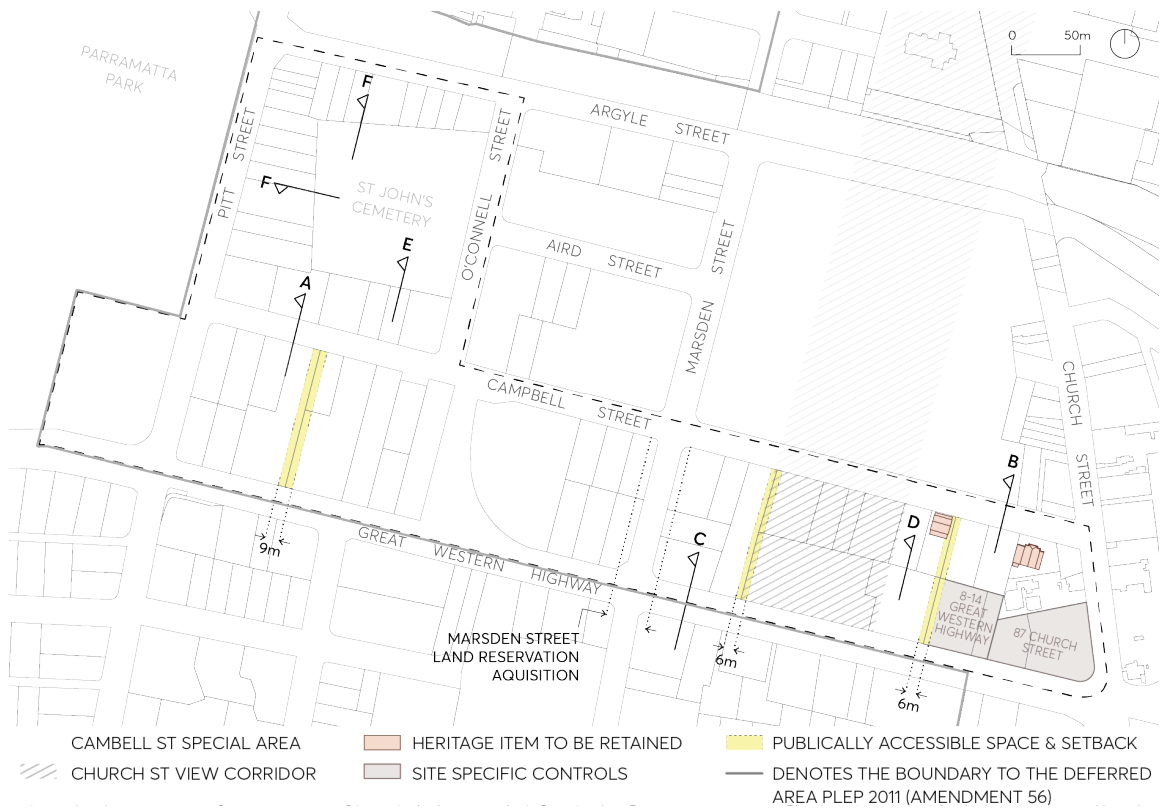 PARRAMATTA
PARK
0 50m
F
ARGYLE STREET
PITT STREET
O'CONNELL STREET
F
ST JOHN'S
CEMETERY
E
AIRD STREET
MARSDEN STREET
A
CHURCH STREET
CAMPBELL STREET
B
D
C
GREAT WESTERN HIGHWAY
9m
8-14
GREAT
WESTERN
HIGHWAY
87 CHURCH
STREET
MARSDEN STREET
LAND RESERVATION
AQUISITION
6m
6m
CAMBELL ST SPECIAL AREA
HERITAGE ITEM TO BE RETAINED
PUBLICALLY ACCESSIBLE SPACE & SETBACK
CHURCH ST VIEW CORRIDOR
SITE SPECIFIC CONTROLS
DENOTES THE BOUNDARY TO THE DEFERRED
AREA PLEP 2011 (AMENDMENT 56)